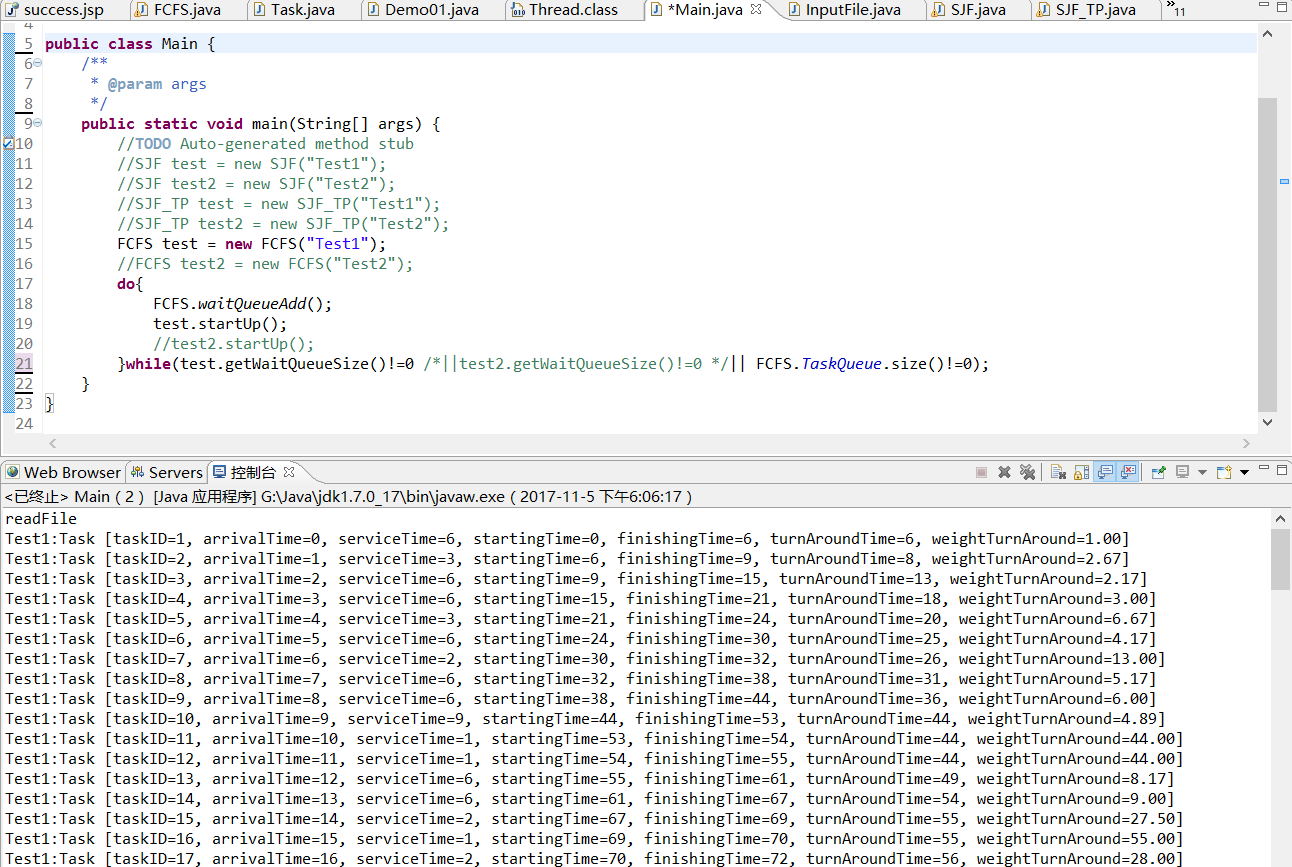 success.jsp FCFS.java Task.java Demo01.java Thread.class *Main.java InputFile.java SJF.java SJF_TP.java »11
4
5 public class Main {
6 /**
7 * @param args
8 */
9 public static void main(String[] args) {
10 //TODO Auto-generated method stub
11 //SJF test = new SJF("Test1");
12 //SJF test2 = new SJF("Test2");
13 //SJF_TP test = new SJF_TP("Test1");
14 //SJF_TP test2 = new SJF_TP("Test2");
15 FCFS test = new FCFS("Test1");
16 //FCFS test2 = new FCFS("Test2");
17 do{
18 FCFS.waitQueueAdd();
19 test.startUp();
20 //test2.startUp();
21 }while(test.getWaitQueueSize()!=0 /*||test2.getWaitQueueSize()!=0 */|| FCFS.TaskQueue.size()!=0);
22 }
23 }
24
Web Browser Servers 控制台
<已终止> Main（2） [Java 应用程序] G:\Java\jdk1.7.0_17\bin\javaw.exe（2017-11-5 下午6:06:17）
readFile
Test1:Task [taskID=1, arrivalTime=0, serviceTime=6, startingTime=0, finishingTime=6, turnAroundTime=6, weightTurnAround=1.00]
Test1:Task [taskID=2, arrivalTime=1, serviceTime=3, startingTime=6, finishingTime=9, turnAroundTime=8, weightTurnAround=2.67]
Test1:Task [taskID=3, arrivalTime=2, serviceTime=6, startingTime=9, finishingTime=15, turnAroundTime=13, weightTurnAround=2.17]
Test1:Task [taskID=4, arrivalTime=3, serviceTime=6, startingTime=15, finishingTime=21, turnAroundTime=18, weightTurnAround=3.00]
Test1:Task [taskID=5, arrivalTime=4, serviceTime=3, startingTime=21, finishingTime=24, turnAroundTime=20, weightTurnAround=6.67]
Test1:Task [taskID=6, arrivalTime=5, serviceTime=6, startingTime=24, finishingTime=30, turnAroundTime=25, weightTurnAround=4.17]
Test1:Task [taskID=7, arrivalTime=6, serviceTime=2, startingTime=30, finishingTime=32, turnAroundTime=26, weightTurnAround=13.00]
Test1:Task [taskID=8, arrivalTime=7, serviceTime=6, startingTime=32, finishingTime=38, turnAroundTime=31, weightTurnAround=5.17]
Test1:Task [taskID=9, arrivalTime=8, serviceTime=6, startingTime=38, finishingTime=44, turnAroundTime=36, weightTurnAround=6.00]
Test1:Task [taskID=10, arrivalTime=9, serviceTime=9, startingTime=44, finishingTime=53, turnAroundTime=44, weightTurnAround=4.89]
Test1:Task [taskID=11, arrivalTime=10, serviceTime=1, startingTime=53, finishingTime=54, turnAroundTime=44, weightTurnAround=44.00]
Test1:Task [taskID=12, arrivalTime=11, serviceTime=1, startingTime=54, finishingTime=55, turnAroundTime=44, weightTurnAround=44.00]
Test1:Task [taskID=13, arrivalTime=12, serviceTime=6, startingTime=55, finishingTime=61, turnAroundTime=49, weightTurnAround=8.17]
Test1:Task [taskID=14, arrivalTime=13, serviceTime=6, startingTime=61, finishingTime=67, turnAroundTime=54, weightTurnAround=9.00]
Test1:Task [taskID=15, arrivalTime=14, serviceTime=2, startingTime=67, finishingTime=69, turnAroundTime=55, weightTurnAround=27.50]
Test1:Task [taskID=16, arrivalTime=15, serviceTime=1, startingTime=69, finishingTime=70, turnAroundTime=55, weightTurnAround=55.00]
Test1:Task [taskID=17, arrivalTime=16, serviceTime=2, startingTime=70, finishingTime=72, turnAroundTime=56, weightTurnAround=28.00]